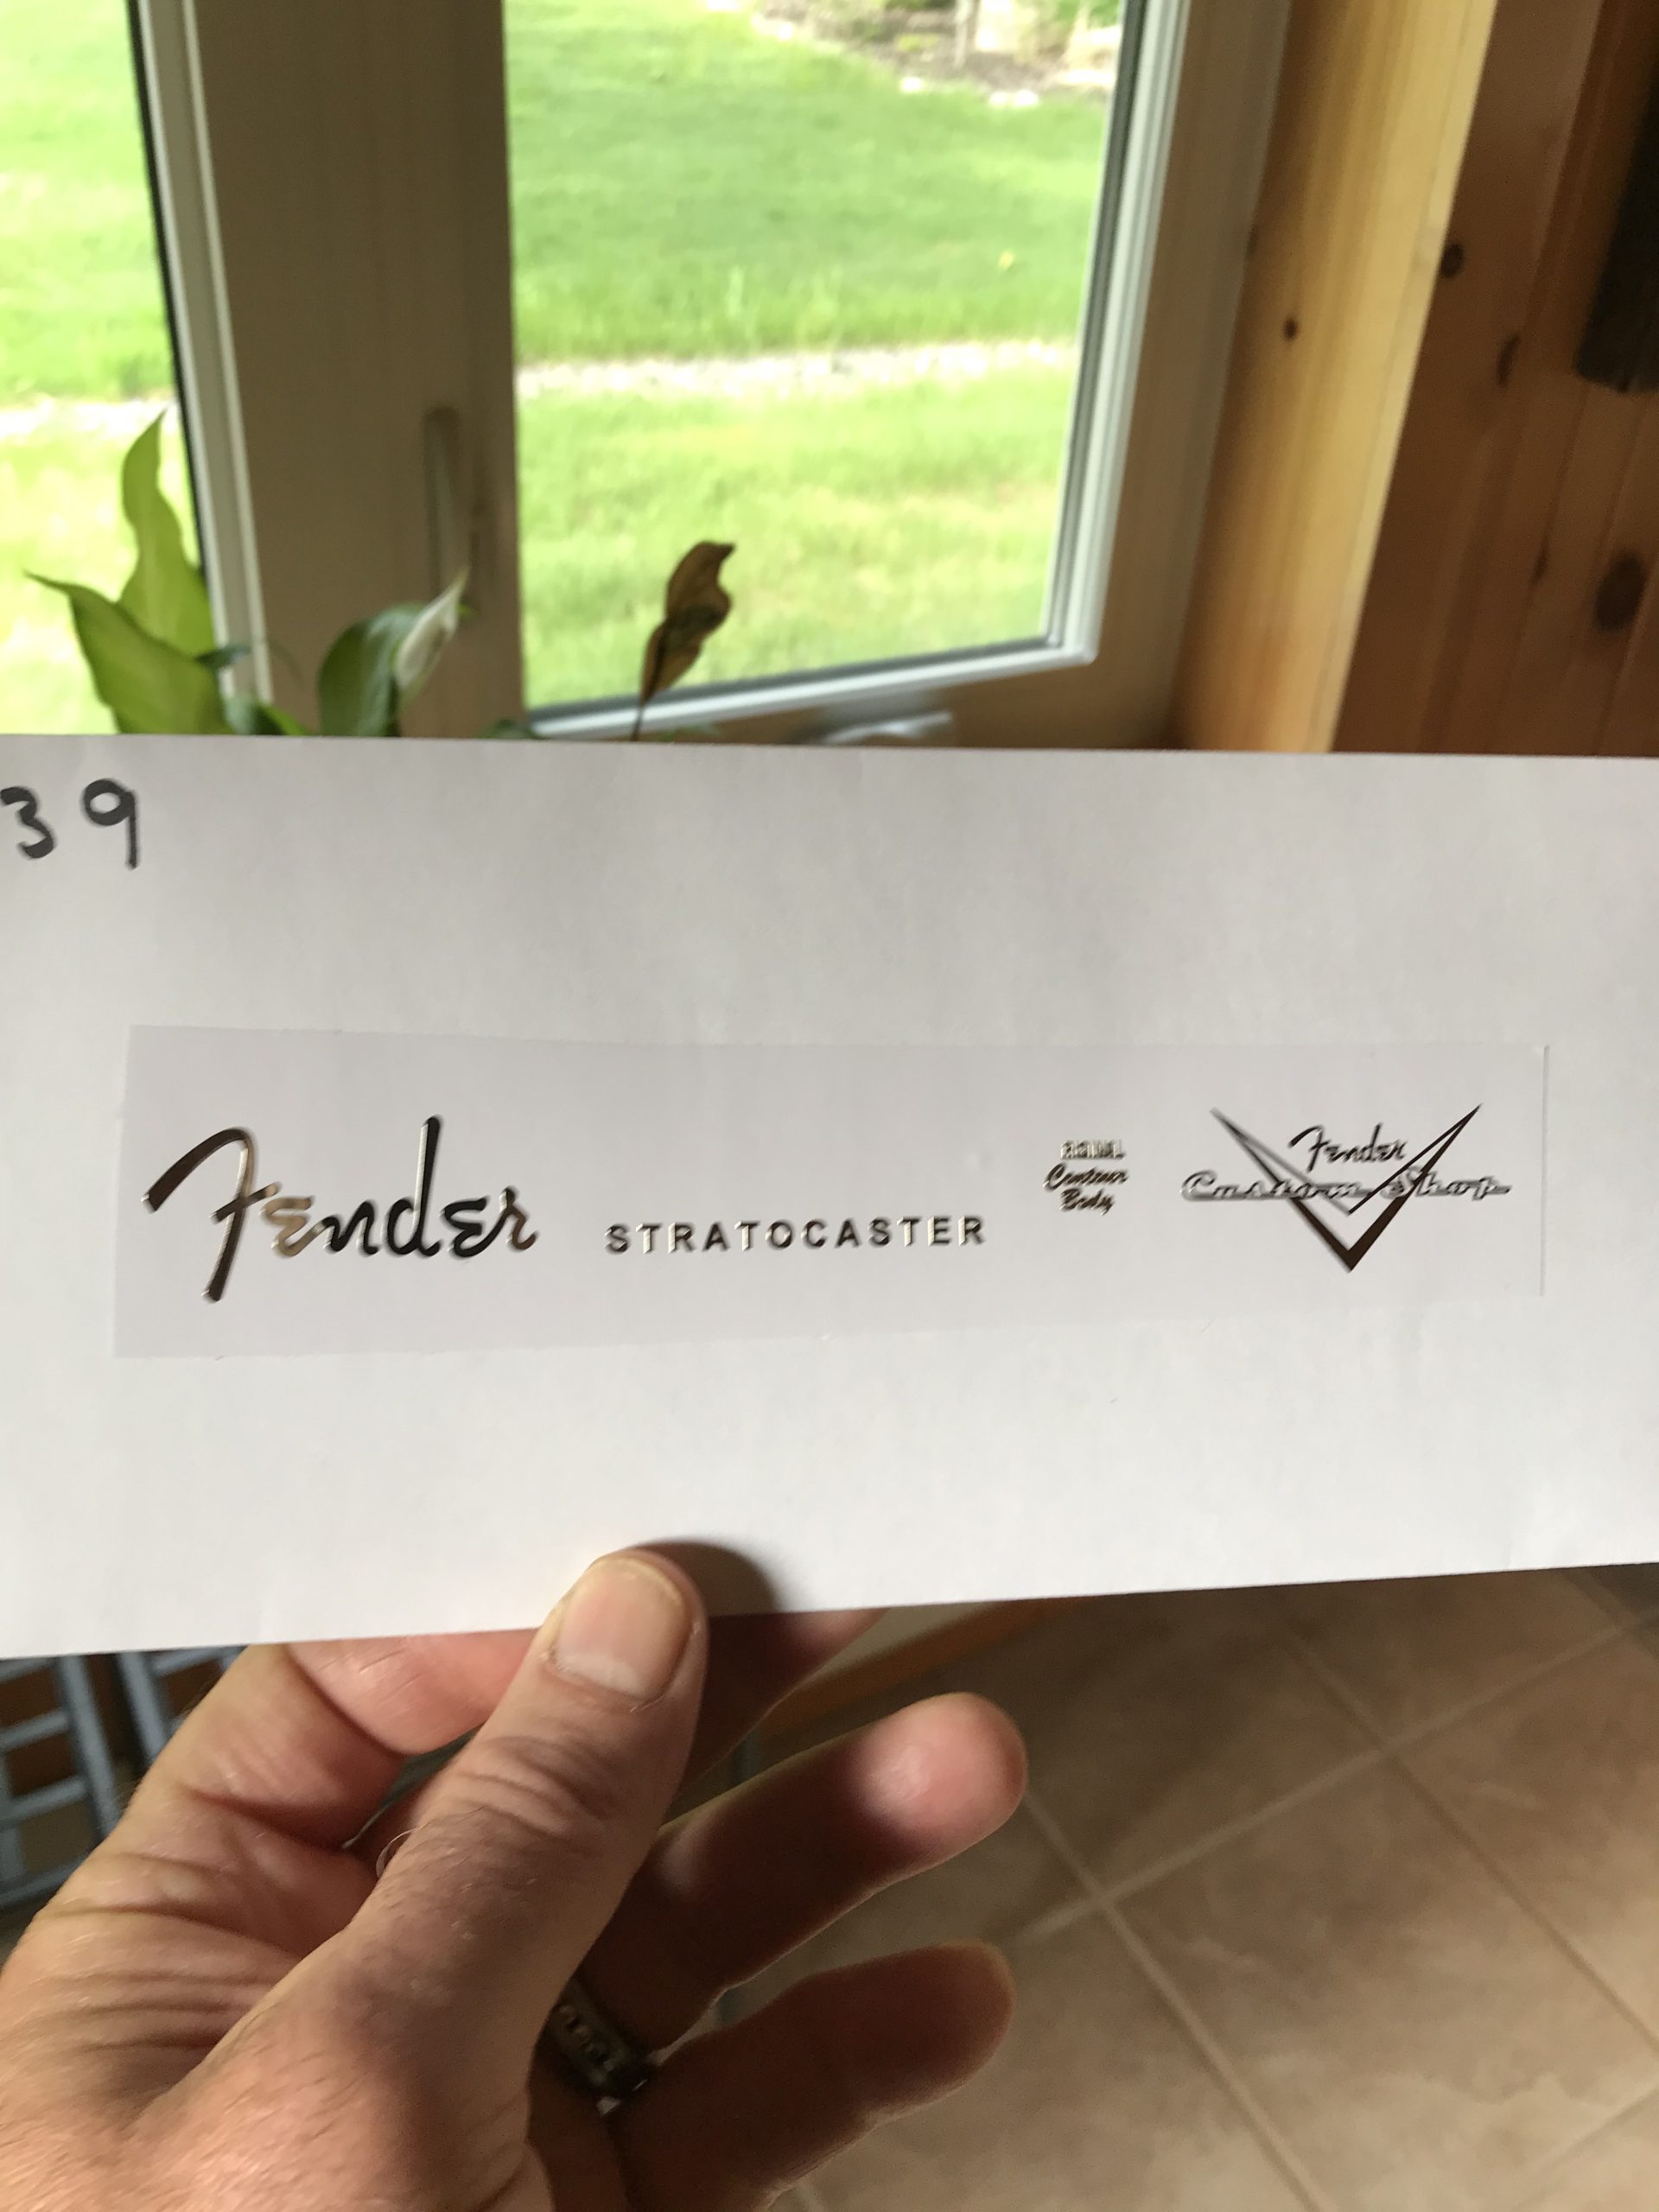 39
Fender
STRATOCASTER
Contour
Body
Fender
Custom Shop